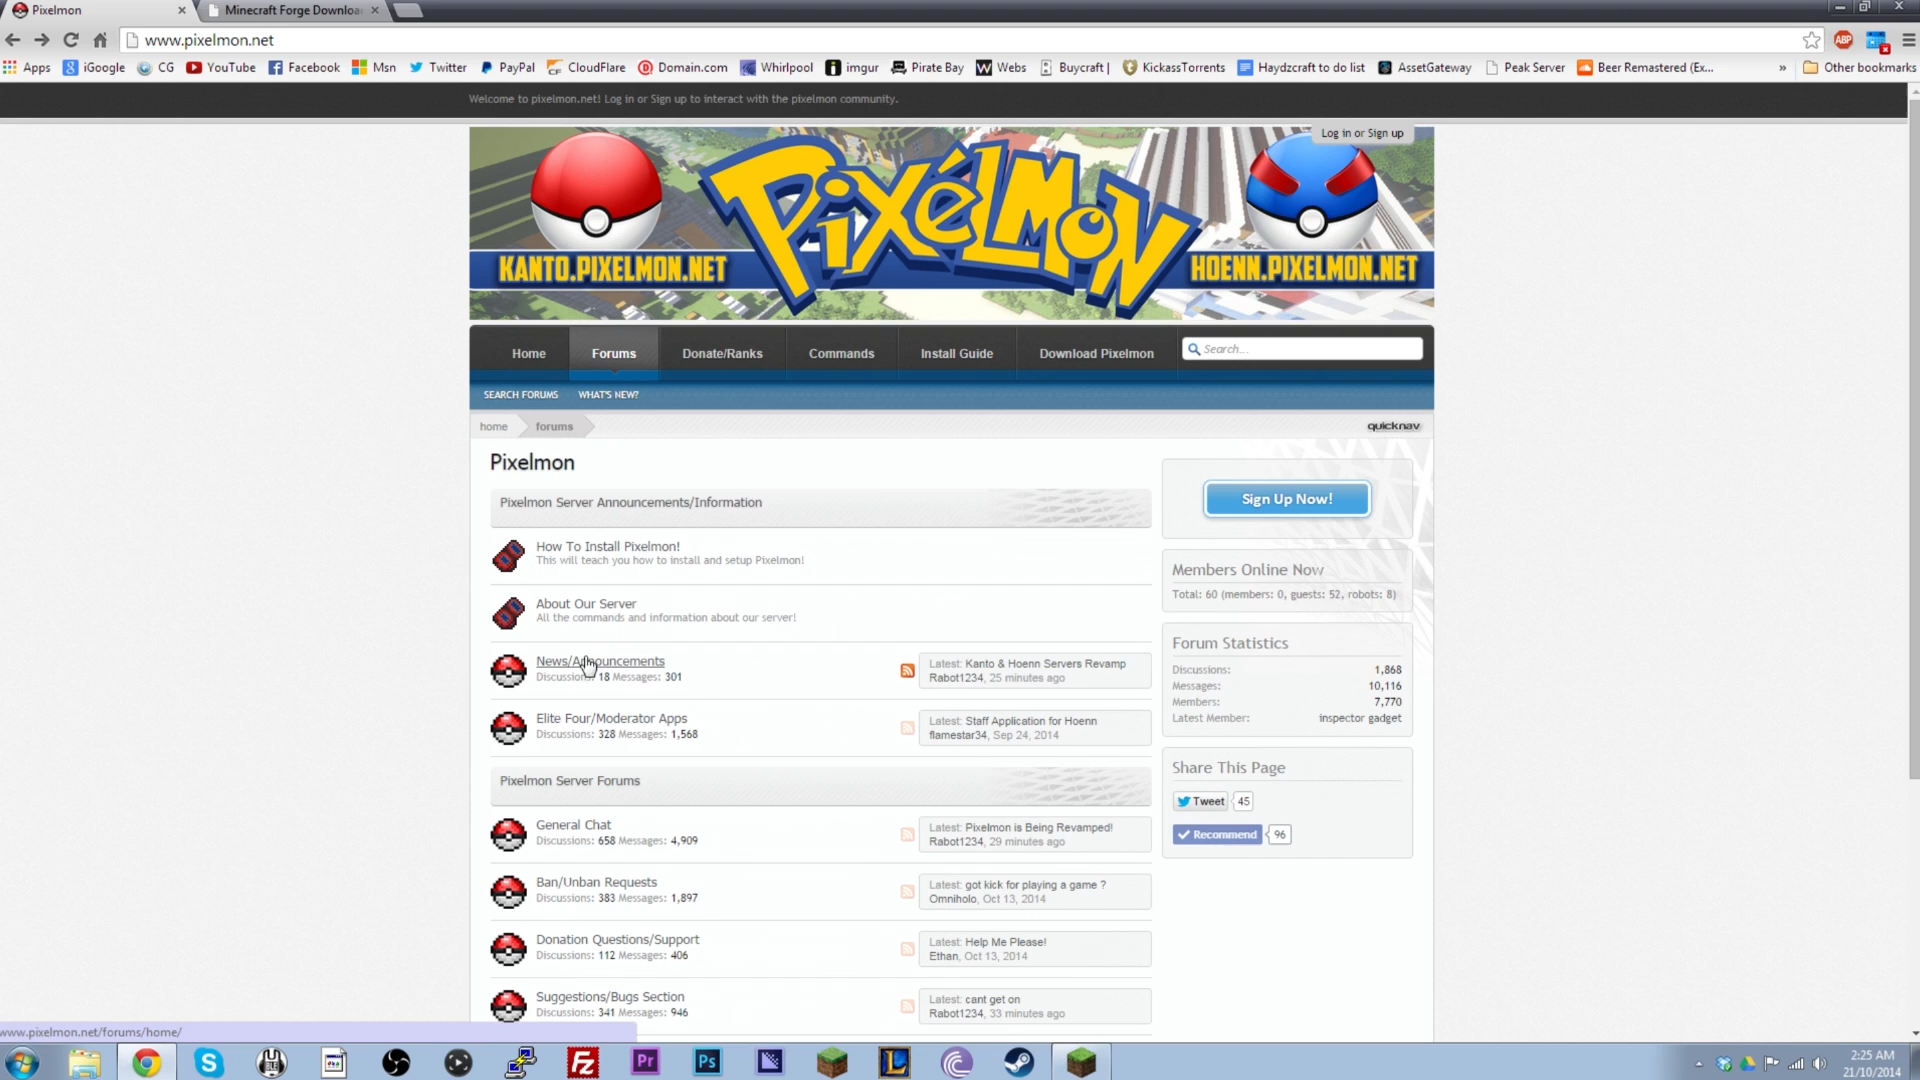 Pixelmon
Minecraft Forge Downloa
www.pixelmon.net
Apps iGoogle CG YouTube Facebook Msn Twitter PayPal CloudFlare Domain.com Whirlpool imgur Pirate Bay Webs Buycraft | KickassTorrents Haydzcraft to do list AssetGateway Peak Server Beer Remastered (Ex... » Other bookmarks
Welcome to pixelmon.net! Log in or Sign up to interact with the pixelmon community.
Log in or Sign up
PixéLMON
KANTO.PIXELMON.NET
HOENN.PIXELMON.NET
Home Forums Donate/Ranks Commands Install Guide Download Pixelmon Search...
SEARCH FORUMS WHAT'S NEW?
home forums quicknav
Pixelmon
Pixelmon Server Announcements/Information
How To Install Pixelmon!
This will teach you how to install and setup Pixelmon!
About Our Server
All the commands and information about our server!
News/Announcements
Discussions: 18 Messages: 301
Latest: Kanto & Hoenn Servers Revamp
Rabot1234, 25 minutes ago
Elite Four/Moderator Apps
Discussions: 328 Messages: 1,568
Latest: Staff Application for Hoenn
flamestar34, Sep 24, 2014
Pixelmon Server Forums
General Chat
Discussions: 658 Messages: 4,909
Latest: Pixelmon is Being Revamped!
Rabot1234, 29 minutes ago
Ban/Unban Requests
Discussions: 383 Messages: 1,897
Latest: got kick for playing a game ?
Omniholo, Oct 13, 2014
Donation Questions/Support
Discussions: 112 Messages: 406
Latest: Help Me Please!
Ethan, Oct 13, 2014
Suggestions/Bugs Section
Discussions: 341 Messages: 946
Latest: cant get on
Rabot1234, 33 minutes ago
Sign Up Now!
Members Online Now
Total: 60 (members: 0, guests: 52, robots: 8)
Forum Statistics
Discussions: 1,868
Messages: 10,116
Members: 7,770
Latest Member: inspector gadget
Share This Page
Tweet 45
Recommend 96
www.pixelmon.net/forums/home/
2:25 AM
21/10/2014